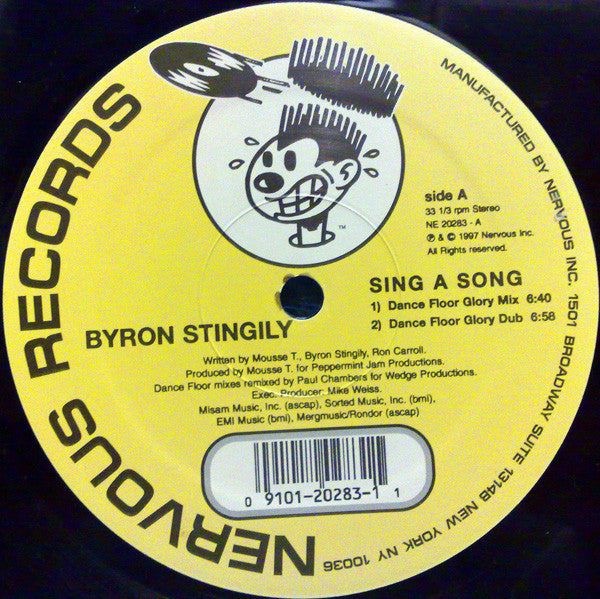 NERVOUS RECORDS
MANUFACTURED BY NERVOUS INC. 1501 BROADWAY SUITE 1314B NEW YORK NY 10036
side A
33 1/3 rpm Stereo
NE 20283 - A
℗ & © 1997 Nervous Inc.
All Rights reserved.
TM
SING A SONG
1) Dance Floor Glory Mix 6:40
2) Dance Floor Glory Dub 6:58
BYRON STINGILY
Written by Mousse T., Byron Stingily, Ron Carroll.
Produced by Mousse T. for Peppermint Jam Productions.
Dance Floor mixes remixed by Paul Chambers for Wedge Productions.
Exec. Producer: Mike Weiss.
Misam Music, Inc. (ascap), Sorted Music, Inc. (bmi),
EMI Music (bmi), Mergmusic/Rondor (ascap)
0 9101-20283-1 1